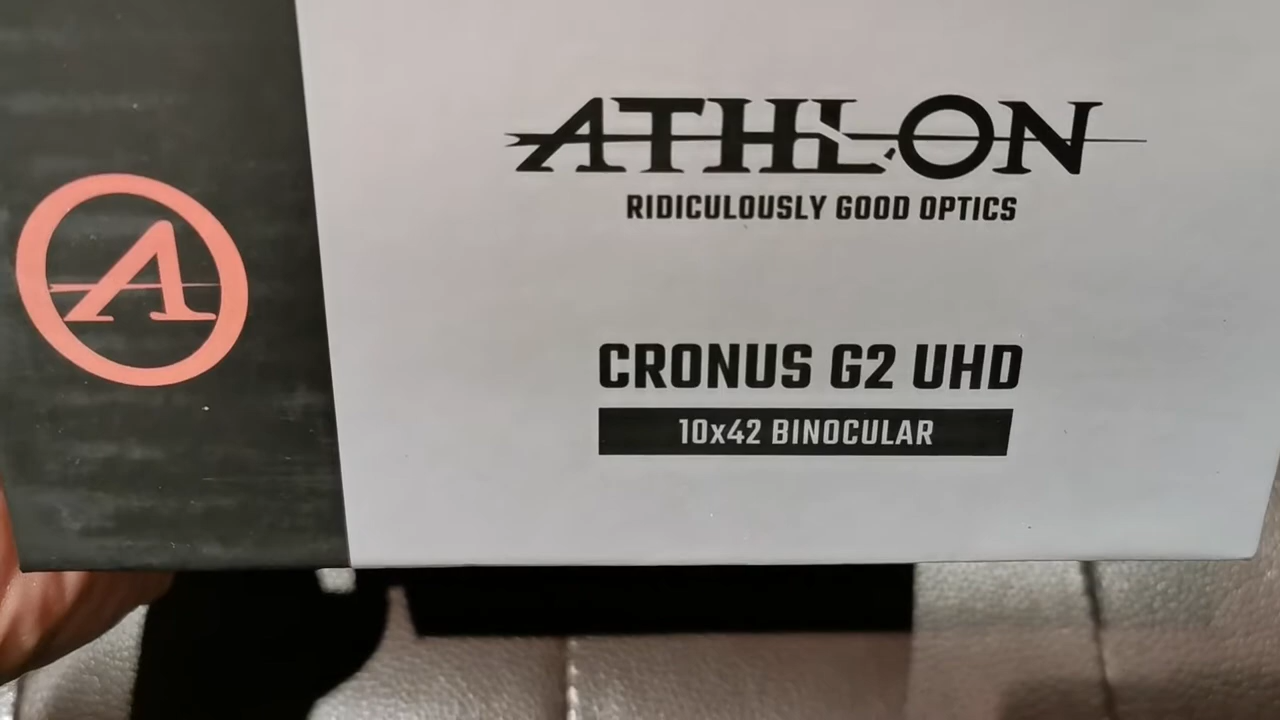 A
ATHLON
RIDICULOUSLY GOOD OPTICS
CRONUS G2 UHD
10x42 BINOCULAR